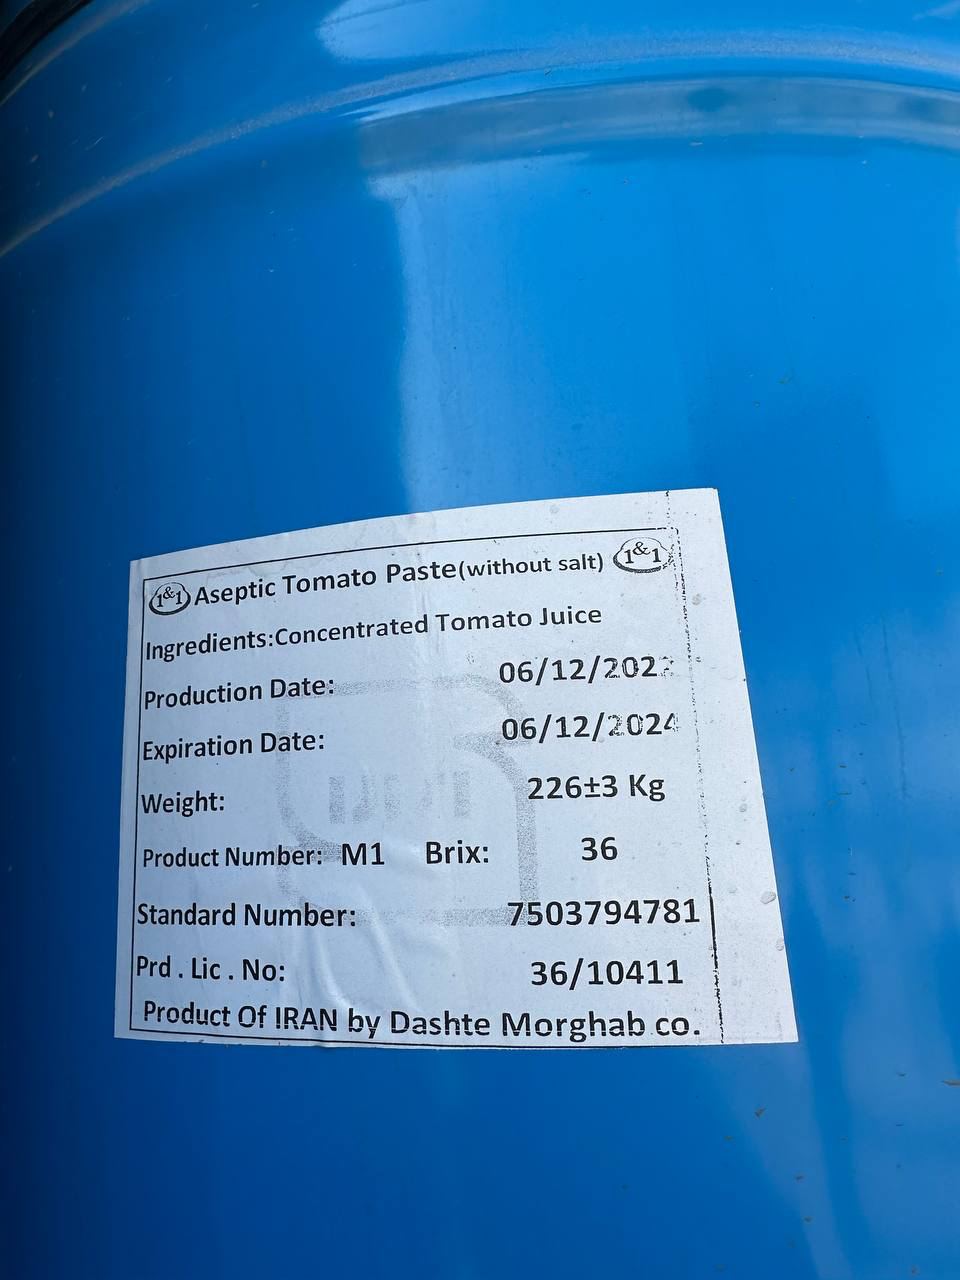 1&1 Aseptic Tomato Paste(without salt) 1&1
Ingredients:Concentrated Tomato Juice
Production Date: 06/12/202
Expiration Date: 06/12/2024
Weight: 226±3 Kg
Product Number: M1 Brix: 36
Standard Number: 7503794781
Prd . Lic . No: 36/10411
Product Of IRAN by Dashte Morghab co.